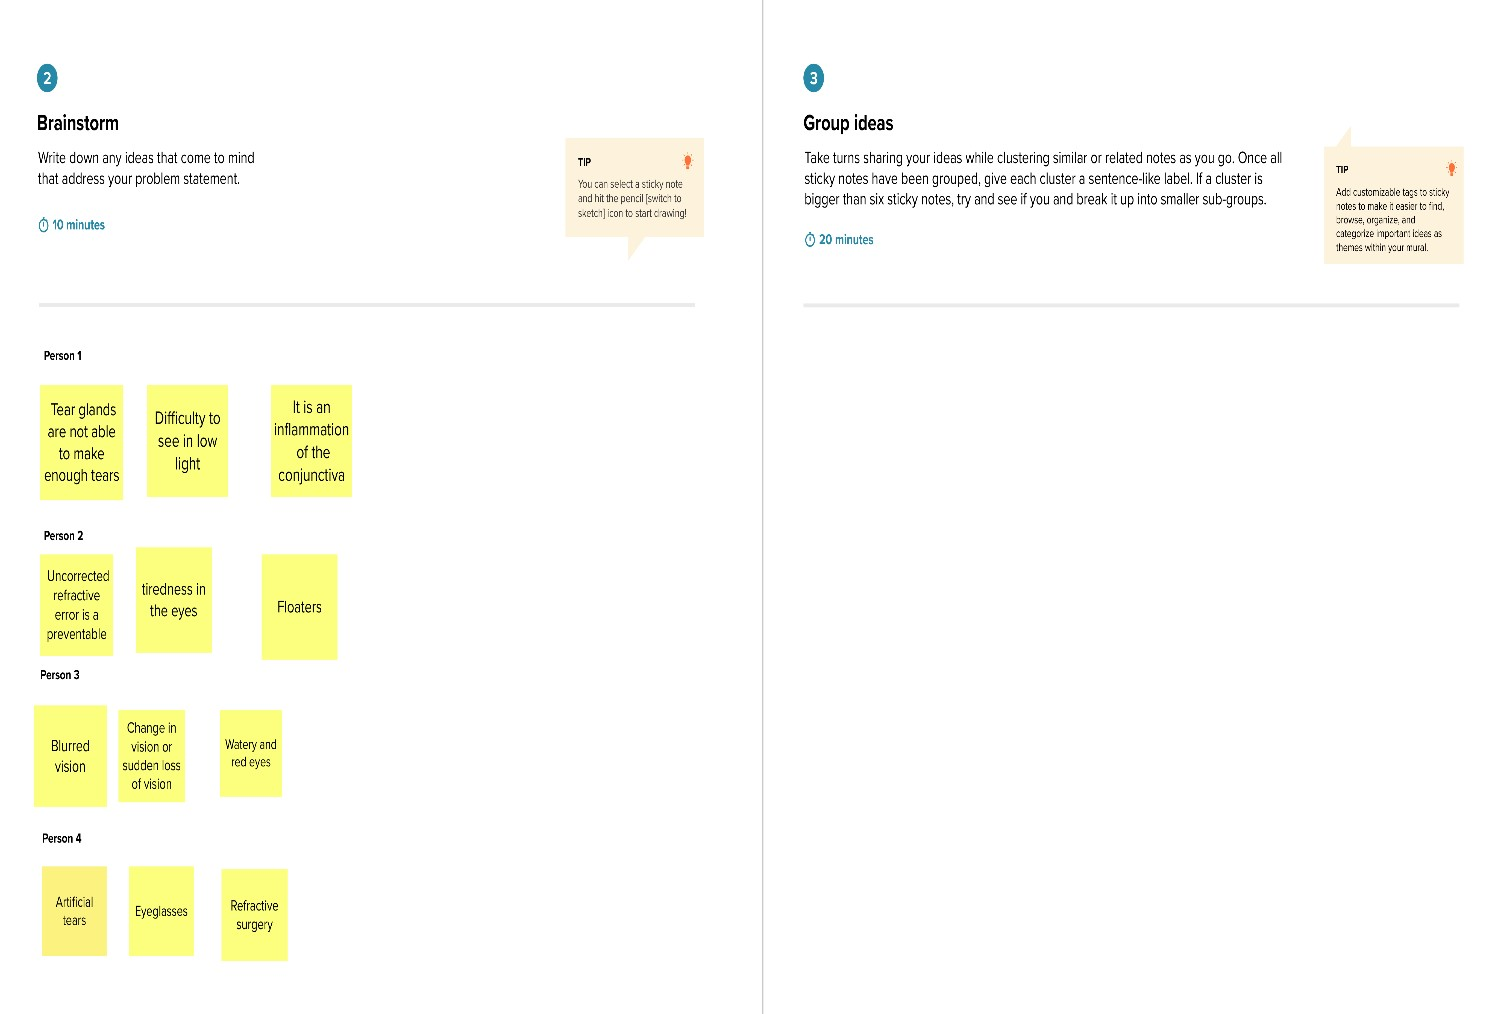 2
Brainstorm
Write down any ideas that come to mind
that address your problem statement.
10 minutes
TIP
You can select a sticky note
and hit the pencil [switch to
sketch] icon to start drawing!
Person 1
Tear glands
are not able
to make
enough tears
Difficulty to
see in low
light
It is an
inflammation
of the
conjunctiva
Person 2
Uncorrected
refractive
error is a
preventable
tiredness in
the eyes
Floaters
Person 3
Blurred
vision
Change in
vision or
sudden loss
of vision
Watery and
red eyes
Person 4
Artificial
tears
Eyeglasses
Refractive
surgery
3
Group ideas
Take turns sharing your ideas while clustering similar or related notes as you go. Once all
sticky notes have been grouped, give each cluster a sentence-like label. If a cluster is
bigger than six sticky notes, try and see if you and break it up into smaller sub-groups.
20 minutes
TIP
Add customizable tags to sticky
notes to make it easier to find,
browse, organize, and
categorize important ideas as
themes within your mural.